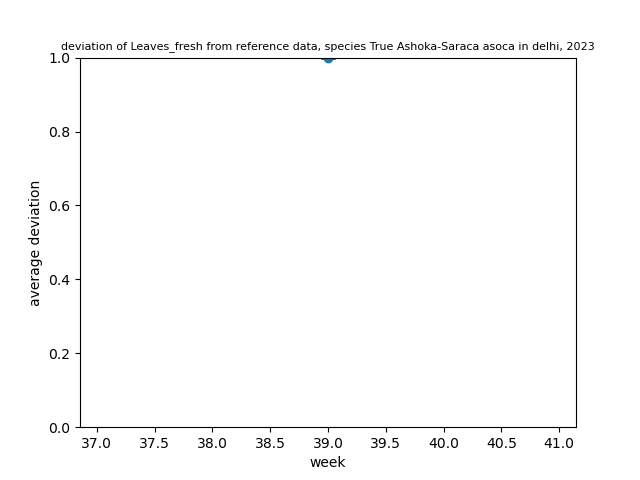 deviation of Leaves_fresh from reference data, species True Ashoka-Saraca asoca in delhi, 2023
1.0
0.8
0.6
0.4
0.2
0.0
average deviation
37.0 37.5 38.0 38.5 39.0 39.5 40.0 40.5 41.0
week